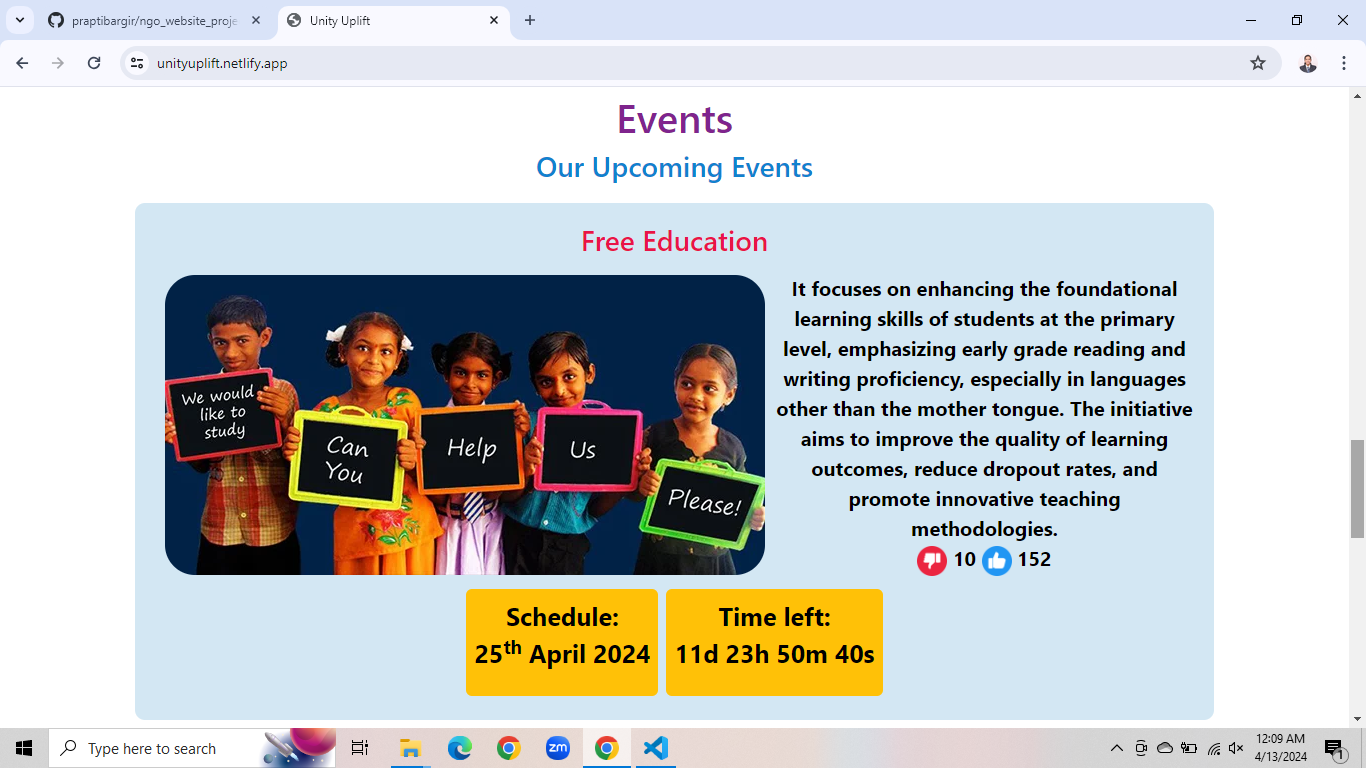 praptibargir/ngo_website_proje
Unity Uplift
unityuplift.netlify.app
Events
Our Upcoming Events
Free Education
We would
like to
study
Can
You
Help
Us
Please!
It focuses on enhancing the foundational
learning skills of students at the primary
level, emphasizing early grade reading and
writing proficiency, especially in languages
other than the mother tongue. The initiative
aims to improve the quality of learning
outcomes, reduce dropout rates, and
promote innovative teaching
methodologies.
10 152
Schedule:
25th April 2024
Time left:
11d 23h 50m 40s
Type here to search
zm
12:09 AM
4/13/2024
1